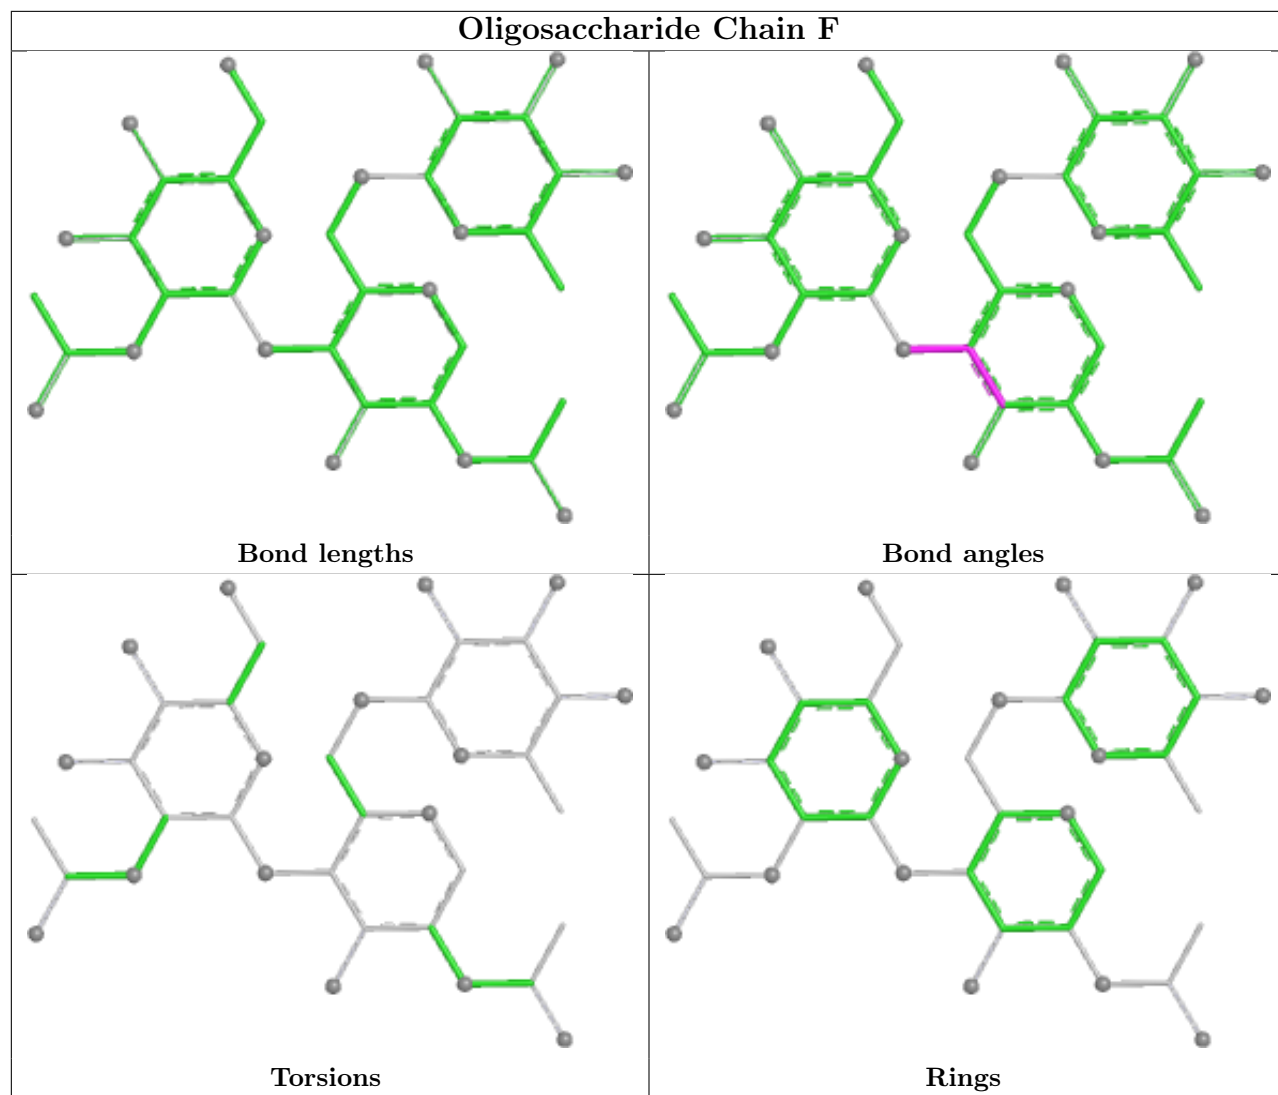 Oligosaccharide Chain F
Bond lengths
Bond angles
Torsions
Rings